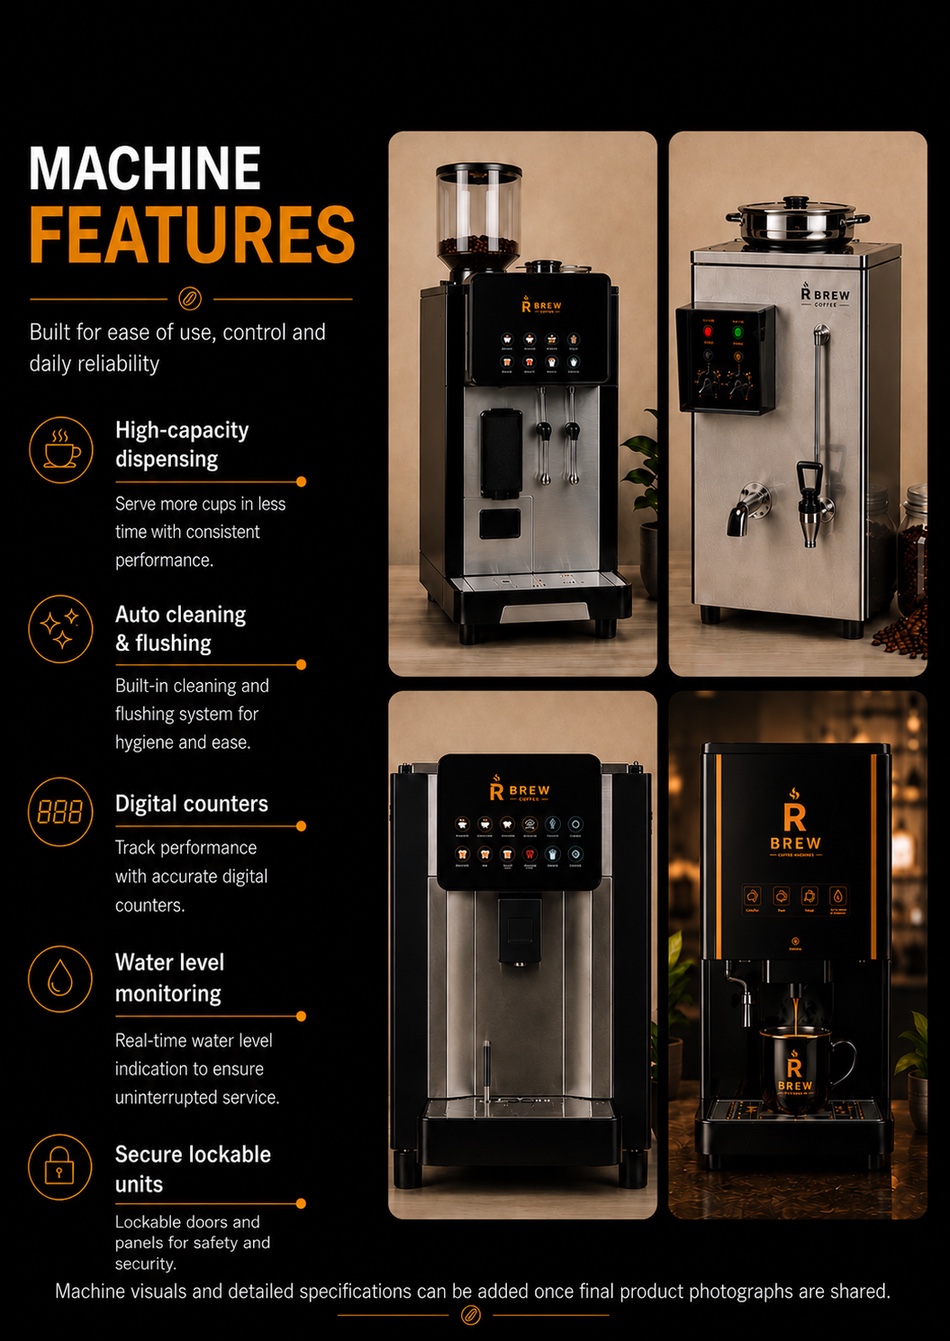 MACHINE
FEATURES
Built for ease of use, control and
daily reliability
High-capacity
dispensing
Serve more cups in less
time with consistent
performance.
Auto cleaning
& flushing
Built-in cleaning and
flushing system for
hygiene and ease.
888
Digital counters
Track performance
with accurate digital
counters.
Water level
monitoring
Real-time water level
indication to ensure
uninterrupted service.
Secure lockable
units
Lockable doors and
panels for safety and
security.
R BREW
COFFEE
R BREW
COFFEE
R BREW
COFFEE
R
BREW
COFFEE MACHINES
R
BREW
Machine visuals and detailed specifications can be added once final product photographs are shared.